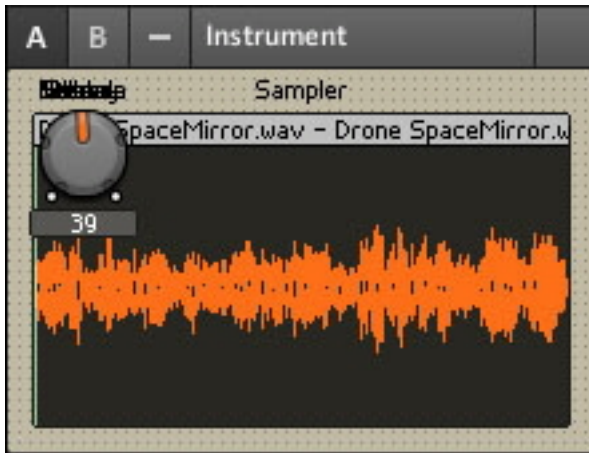 A B – Instrument
Sampler
SpaceMirror.wav – Drone SpaceMirror.w
39